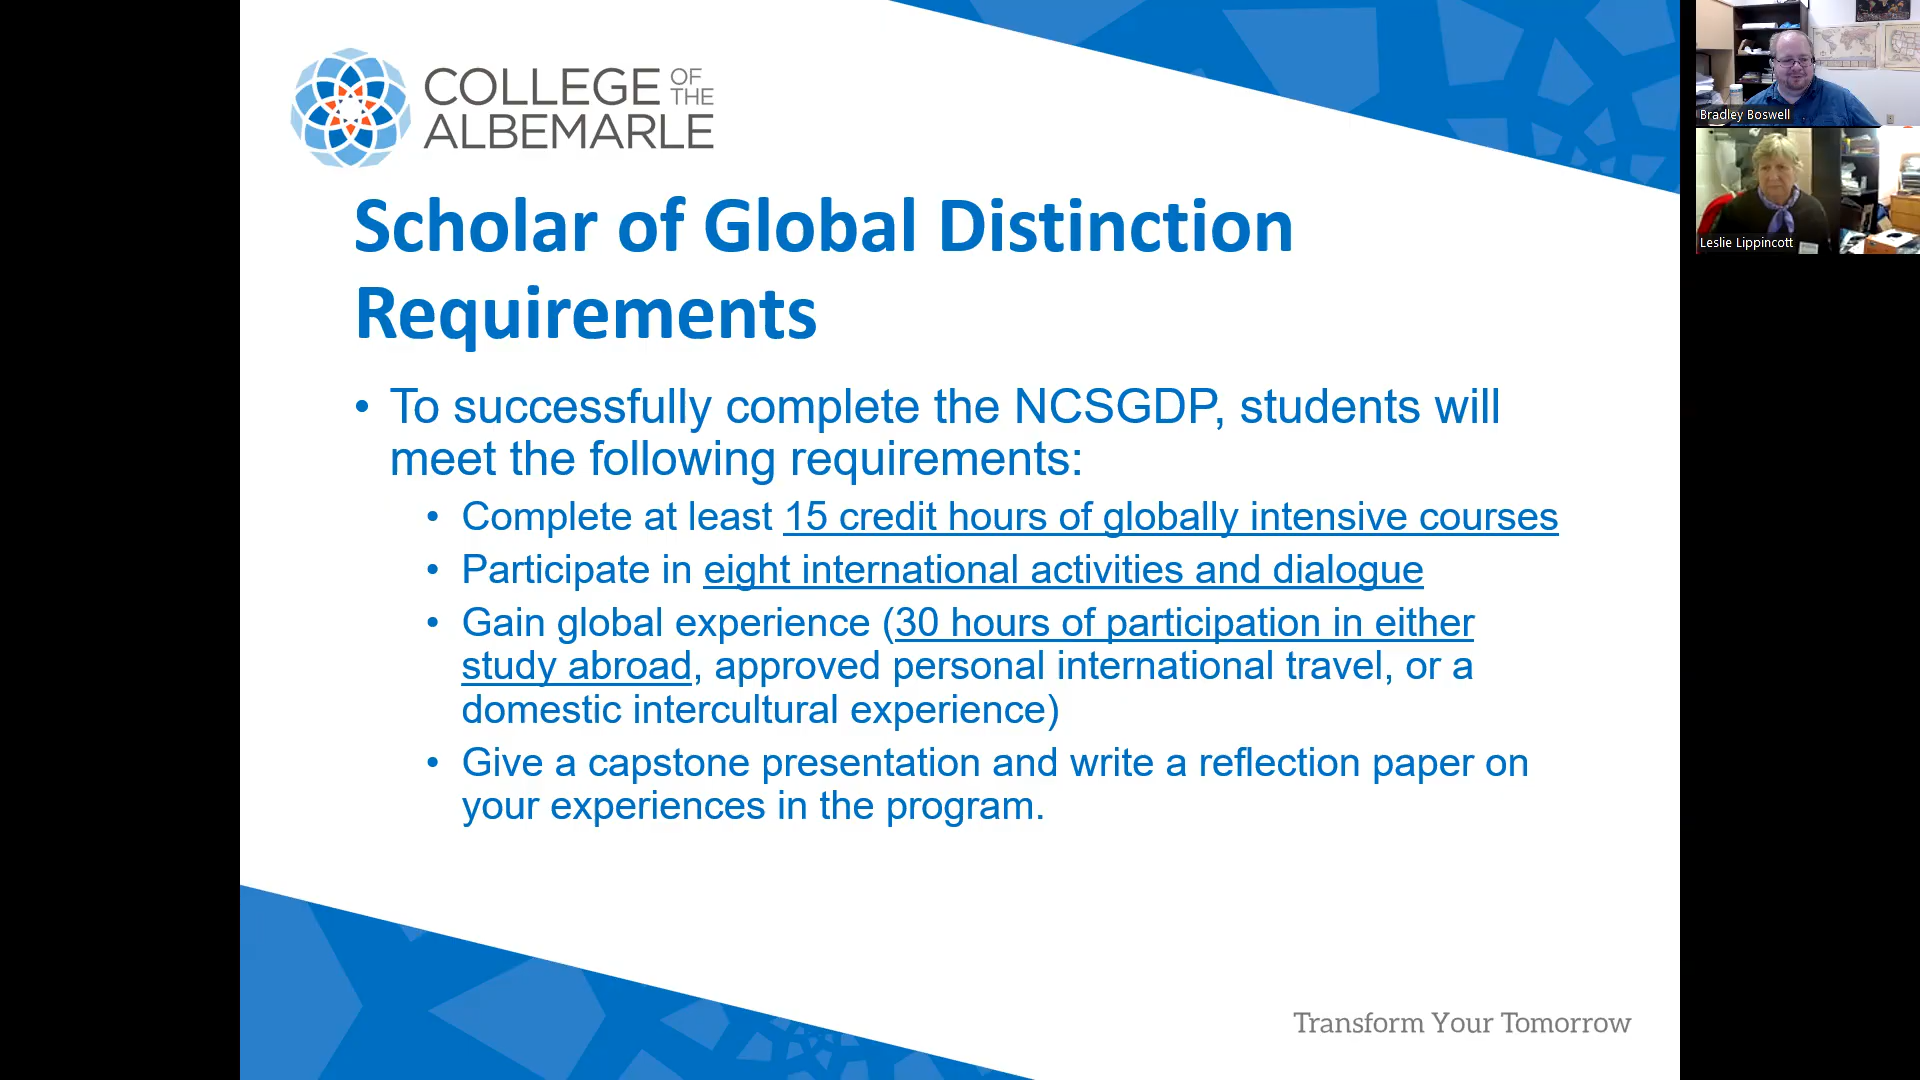 COLLEGE OF THE
ALBEMARLE
Scholar of Global Distinction
Requirements
• To successfully complete the NCSGDP, students will
meet the following requirements:
• Complete at least 15 credit hours of globally intensive courses
• Participate in eight international activities and dialogue
• Gain global experience (30 hours of participation in either
study abroad, approved personal international travel, or a
domestic intercultural experience)
• Give a capstone presentation and write a reflection paper on
your experiences in the program.
Transform Your Tomorrow
Bradley Boswell
Leslie Lippincott